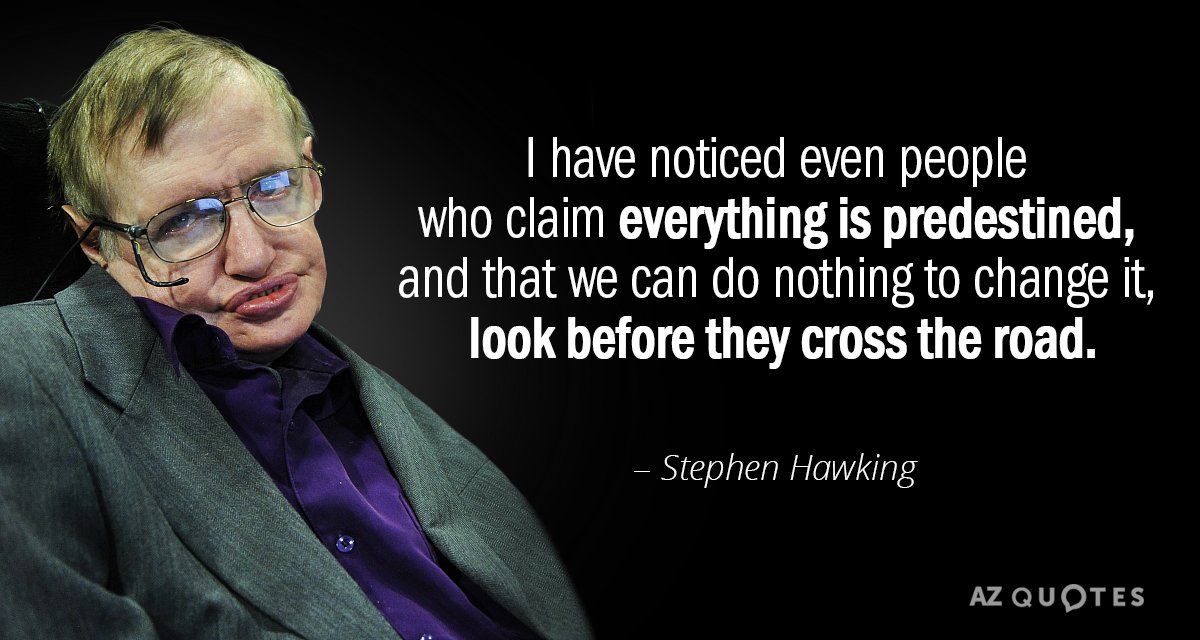 I have noticed even people
who claim everything is predestined,
and that we can do nothing to change it,
look before they cross the road.
– Stephen Hawking
AZ QUOTES